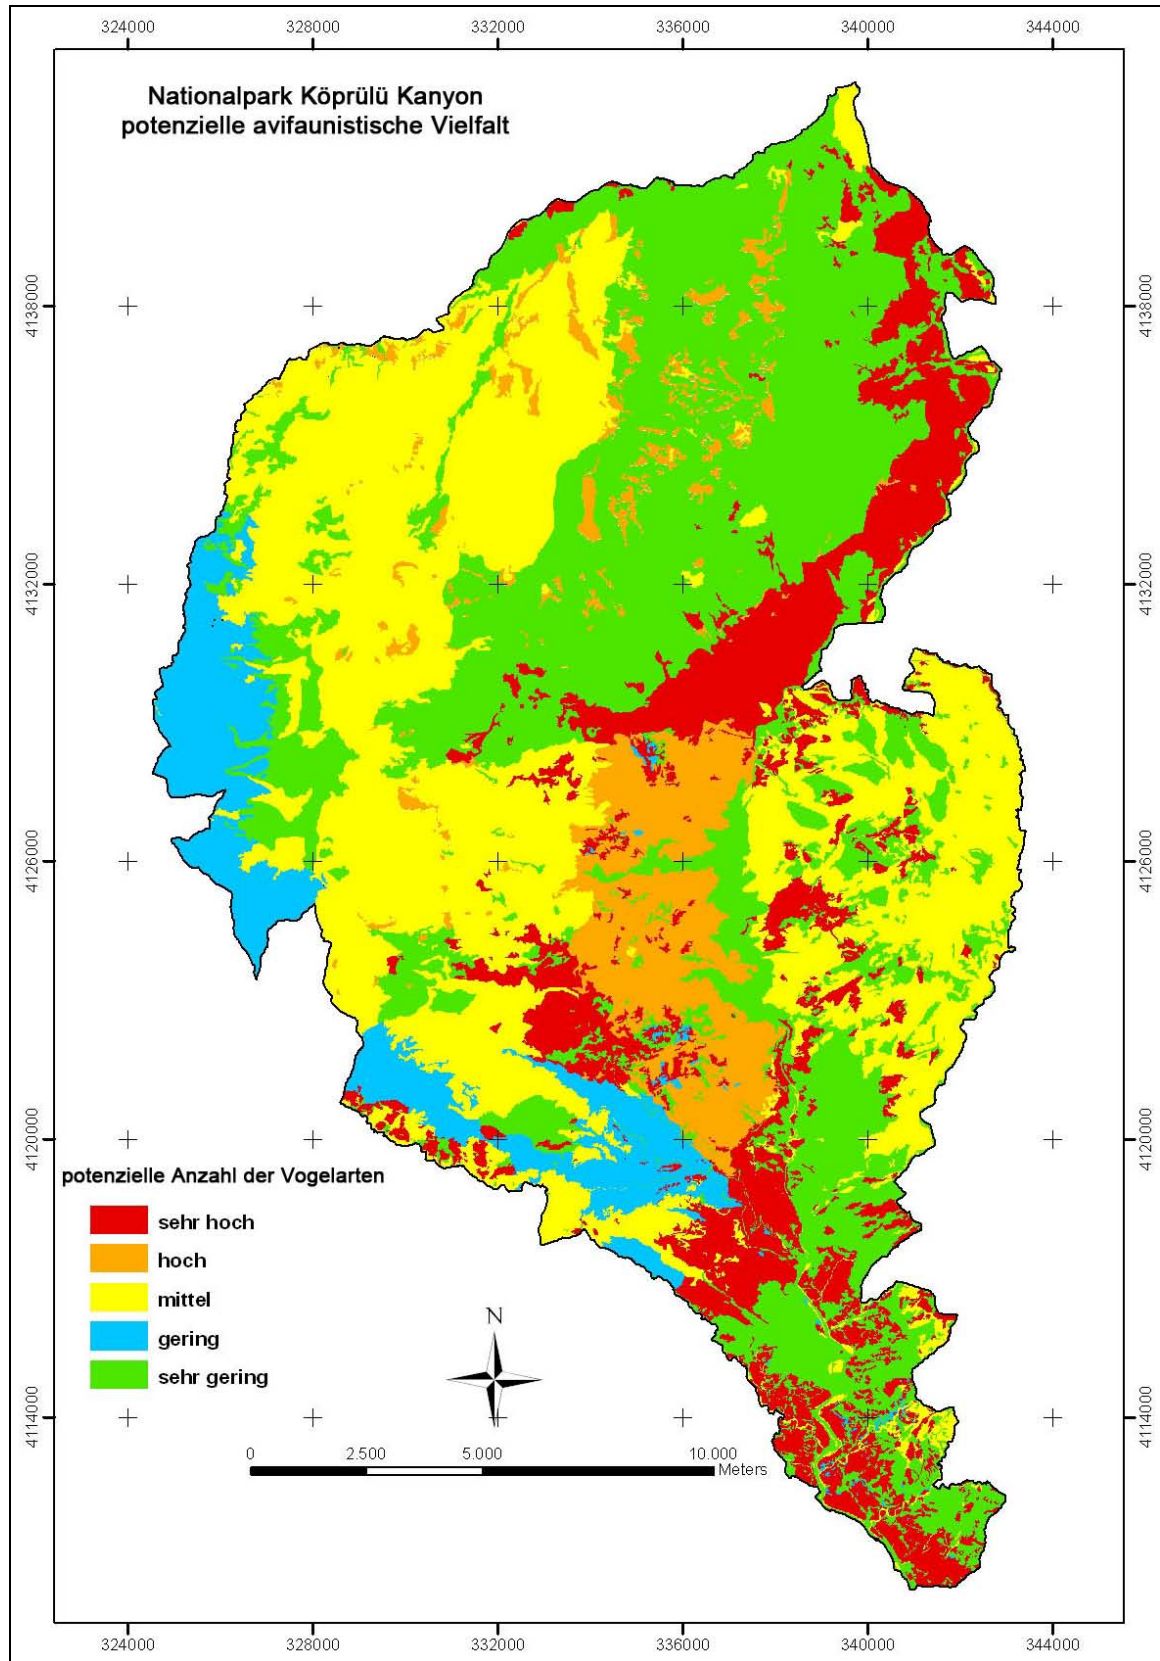 324000 328000 332000 336000 340000 344000
Nationalpark Köprülü Kanyon
potenzielle avifaunistische Vielfalt
4138000 4138000
4132000 4132000
4126000 4126000
4120000 4120000
potenzielle Anzahl der Vogelarten
sehr hoch
hoch
mittel
gering
sehr gering
N
4114000 4114000
0 2.500 5.000 10.000
Meters
324000 328000 332000 336000 340000 344000